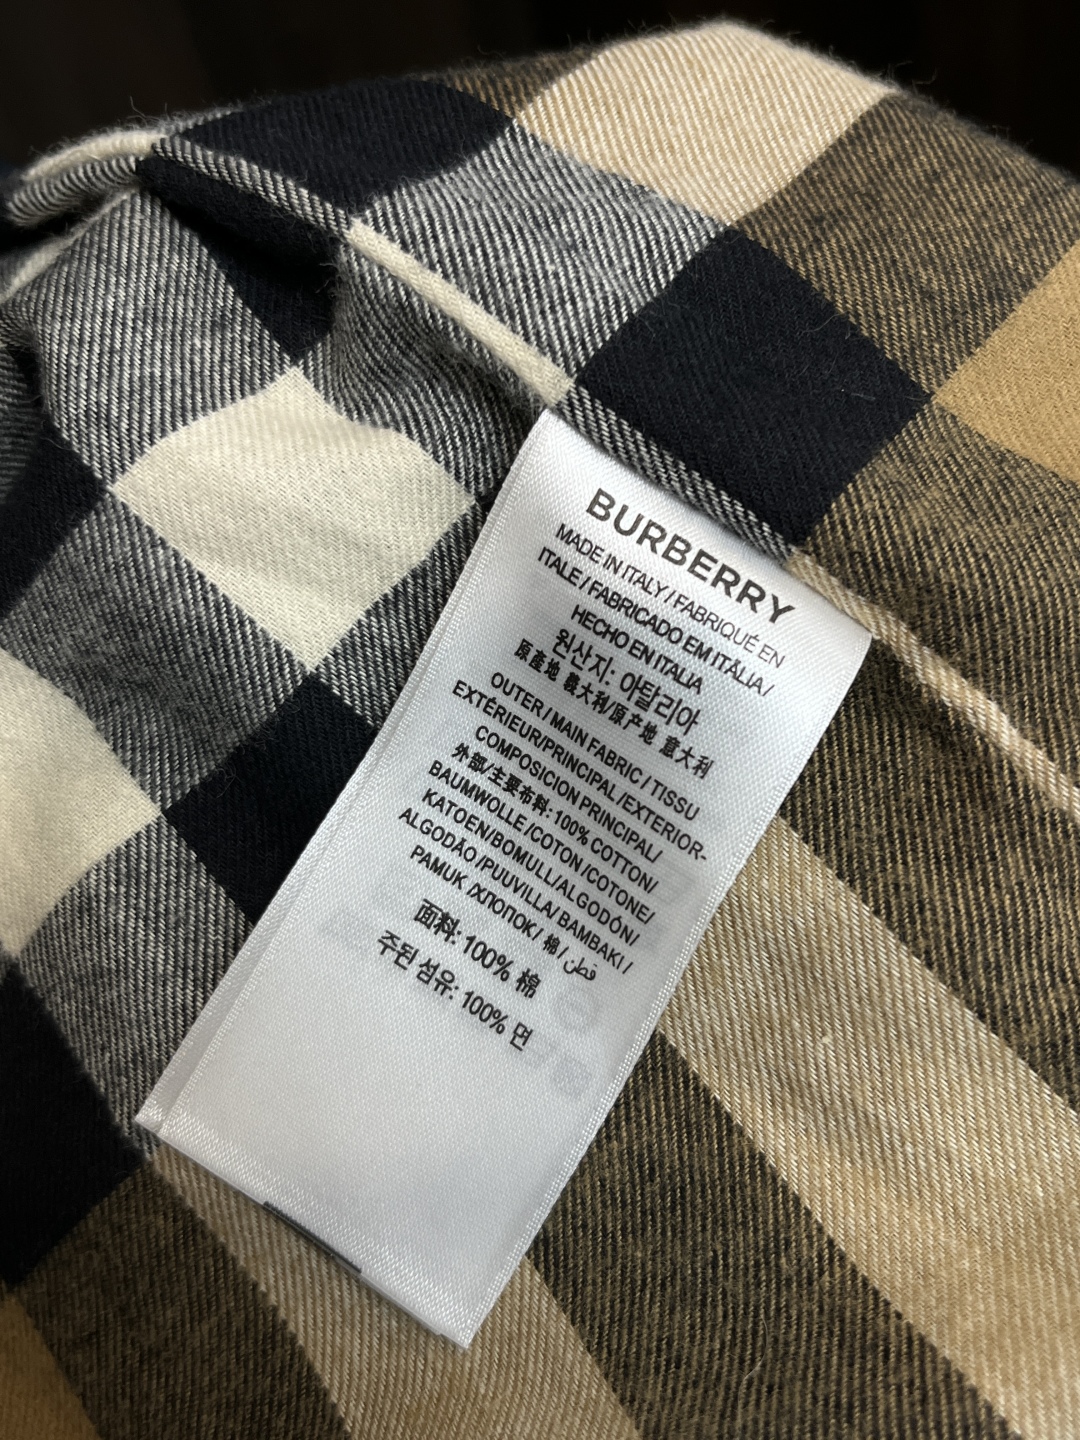 BURBERRY
MADE IN ITALY / FABRIQUÉ EN
ITALE / FABRICADO EM ITÁLIA /
HECHO EN ITALIA
원산지: 이탈리아
原產地 義大利/原产地 意大利
OUTER / MAIN FABRIC / TISSU
EXTÉRIEUR/PRINCIPAL /EXTERIOR-
COMPOSICION PRINCIPAL/
外部/主要布料: 100% COTTON/
BAUMWOLLE /COTON /COTONE/
KATOEN/BOMULL/ALGODÓN/
ALGODÃO /PUUVILLA/ BAMBAKI /
PAMUK /ХЛОПОК / 棉/ قطن /
面料: 100% 棉
주된 섬유: 100% 면